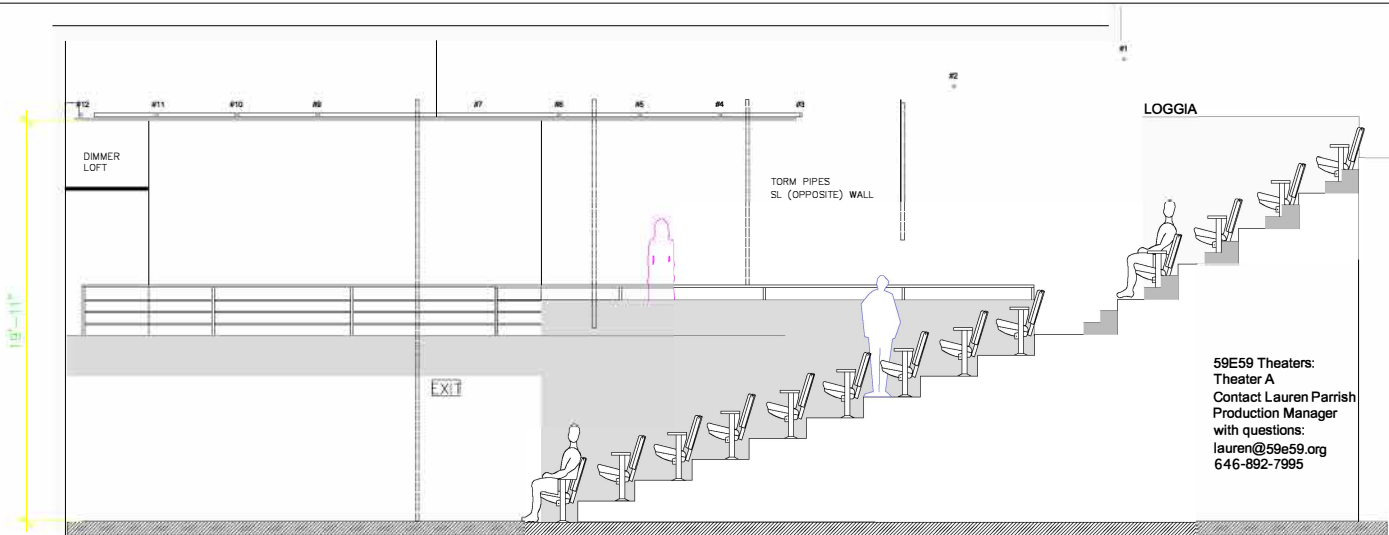 #1
#2
#12
#11
#10
#9
#7
#6
#5
#4
#3
LOGGIA
DIMMER
LOFT
TORM PIPES
SL (OPPOSITE) WALL
19'-11"
EXIT
59E59 Theaters:
Theater A
Contact Lauren Parrish
Production Manager
with questions:
lauren@59e59.org
646-892-7995